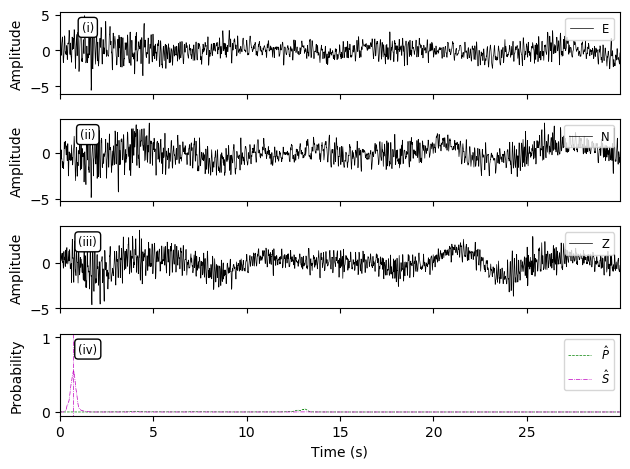 5
0
−5
Amplitude
(i)
E
0
−5
Amplitude
(ii)
N
0
−5
Amplitude
(iii)
Z
1
0
Probability
(iv)
P̂
Ŝ
0 5 10 15 20 25
Time (s)